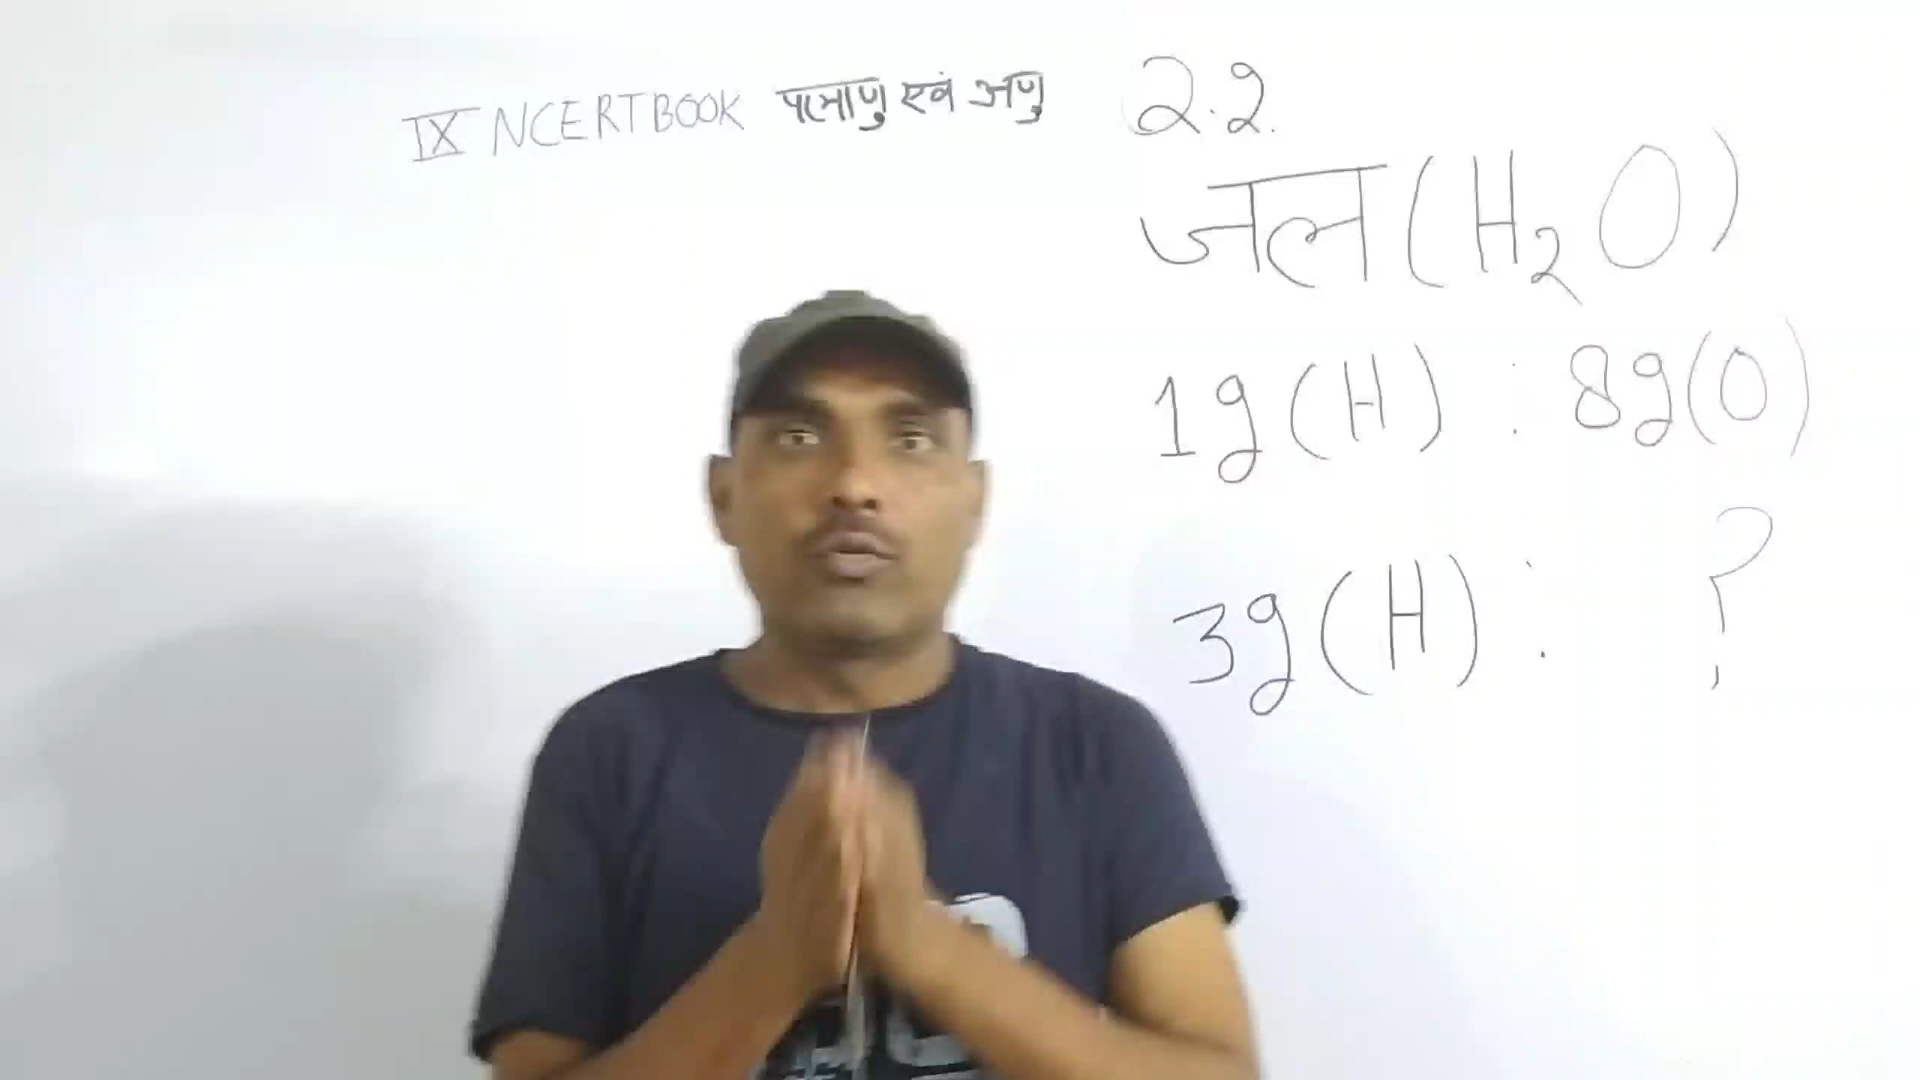 IX NCERT BOOK परमाणु एवं अणु 2.2.
जल (H₂O)
1g (H) : 8g (O)
3g (H) : ?